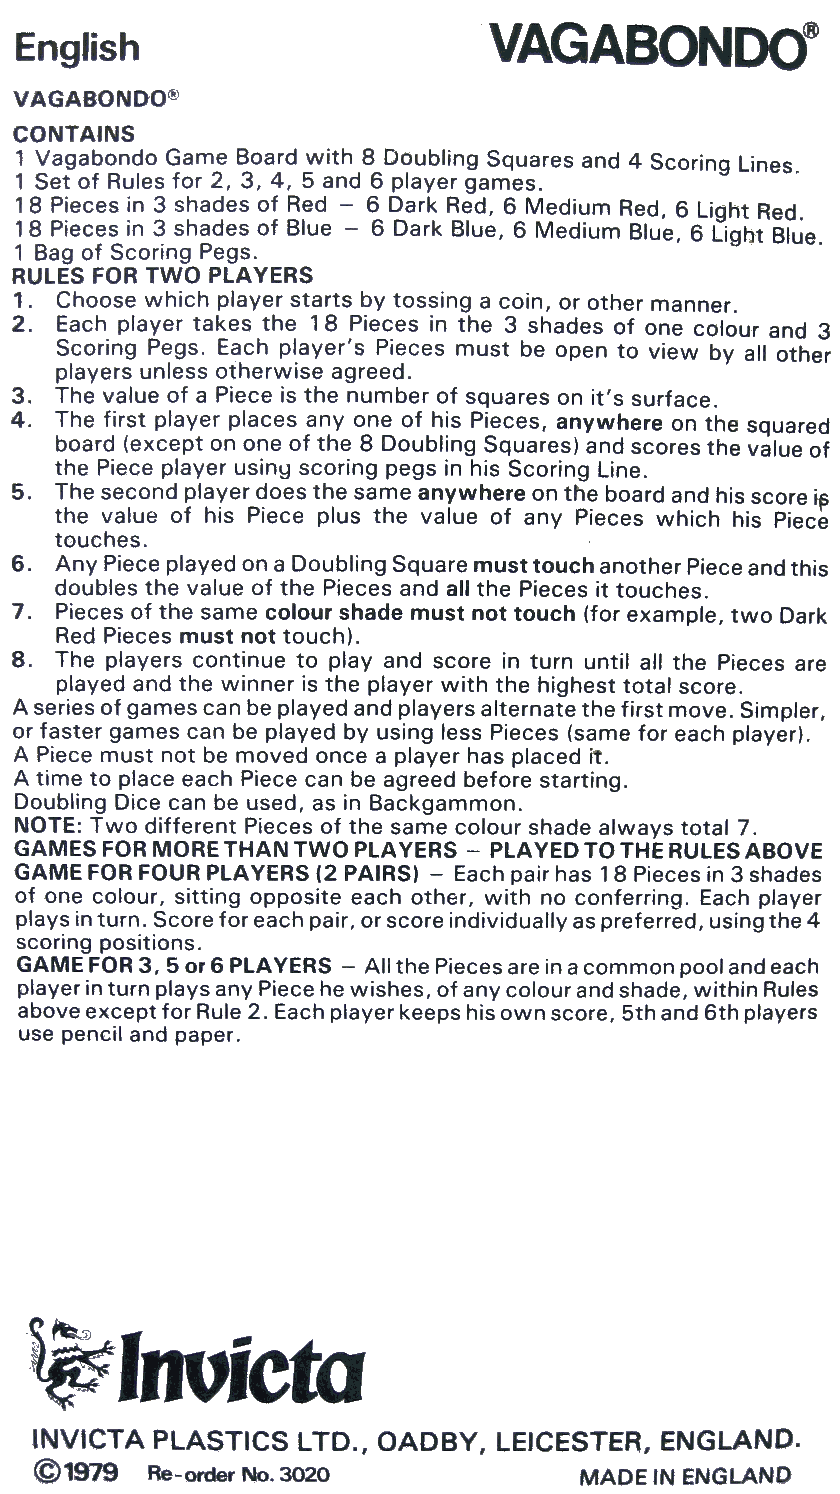 English VAGABONDO®
VAGABONDO®
CONTAINS
1 Vagabondo Game Board with 8 Doubling Squares and 4 Scoring Lines.
1 Set of Rules for 2, 3, 4, 5 and 6 player games.
18 Pieces in 3 shades of Red – 6 Dark Red, 6 Medium Red, 6 Light Red.
18 Pieces in 3 shades of Blue – 6 Dark Blue, 6 Medium Blue, 6 Light Blue.
1 Bag of Scoring Pegs.
RULES FOR TWO PLAYERS
1. Choose which player starts by tossing a coin, or other manner.
2. Each player takes the 18 Pieces in the 3 shades of one colour and 3
Scoring Pegs. Each player's Pieces must be open to view by all other
players unless otherwise agreed.
3. The value of a Piece is the number of squares on it's surface.
4. The first player places any one of his Pieces, anywhere on the squared
board (except on one of the 8 Doubling Squares) and scores the value of
the Piece player using scoring pegs in his Scoring Line.
5. The second player does the same anywhere on the board and his score is
the value of his Piece plus the value of any Pieces which his Piece
touches.
6. Any Piece played on a Doubling Square must touch another Piece and this
doubles the value of the Pieces and all the Pieces it touches.
7. Pieces of the same colour shade must not touch (for example, two Dark
Red Pieces must not touch).
8. The players continue to play and score in turn until all the Pieces are
played and the winner is the player with the highest total score.
A series of games can be played and players alternate the first move. Simpler,
or faster games can be played by using less Pieces (same for each player).
A Piece must not be moved once a player has placed it.
A time to place each Piece can be agreed before starting.
Doubling Dice can be used, as in Backgammon.
NOTE: Two different Pieces of the same colour shade always total 7.
GAMES FOR MORE THAN TWO PLAYERS – PLAYED TO THE RULES ABOVE
GAME FOR FOUR PLAYERS (2 PAIRS) – Each pair has 18 Pieces in 3 shades
of one colour, sitting opposite each other, with no conferring. Each player
plays in turn. Score for each pair, or score individually as preferred, using the 4
scoring positions.
GAME FOR 3, 5 or 6 PLAYERS – All the Pieces are in a common pool and each
player in turn plays any Piece he wishes, of any colour and shade, within Rules
above except for Rule 2. Each player keeps his own score, 5th and 6th players
use pencil and paper.
Invicta
INVICTA PLASTICS LTD., OADBY, LEICESTER, ENGLAND.
©1979 Re-order No. 3020 MADE IN ENGLAND